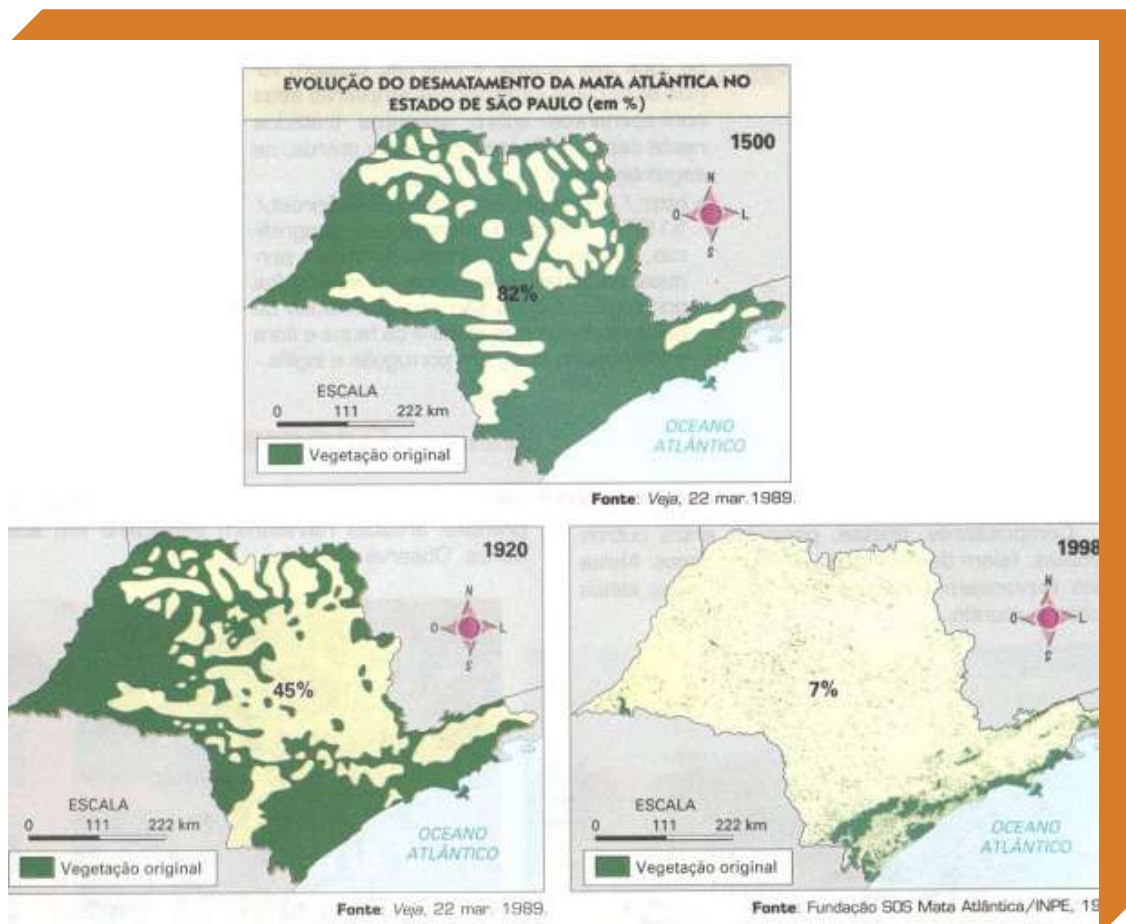 EVOLUÇÃO DO DESMATAMENTO DA MATA ATLÂNTICA NO
ESTADO DE SÃO PAULO (em %)
1500
N
O L
S
82%
ESCALA
0 111 222 km
OCEANO
ATLÂNTICO
Vegetação original
Fonte: Veja, 22 mar. 1989.
1920
N
O L
S
45%
ESCALA
0 111 222 km
OCEANO
ATLÂNTICO
Vegetação original
Fonte: Veja, 22 mar. 1989.
1998
N
O L
S
7%
ESCALA
0 111 222 km
OCEANO
ATLÂNTICO
Vegetação original
Fonte: Fundação SOS Mata Atlântica/INPE,